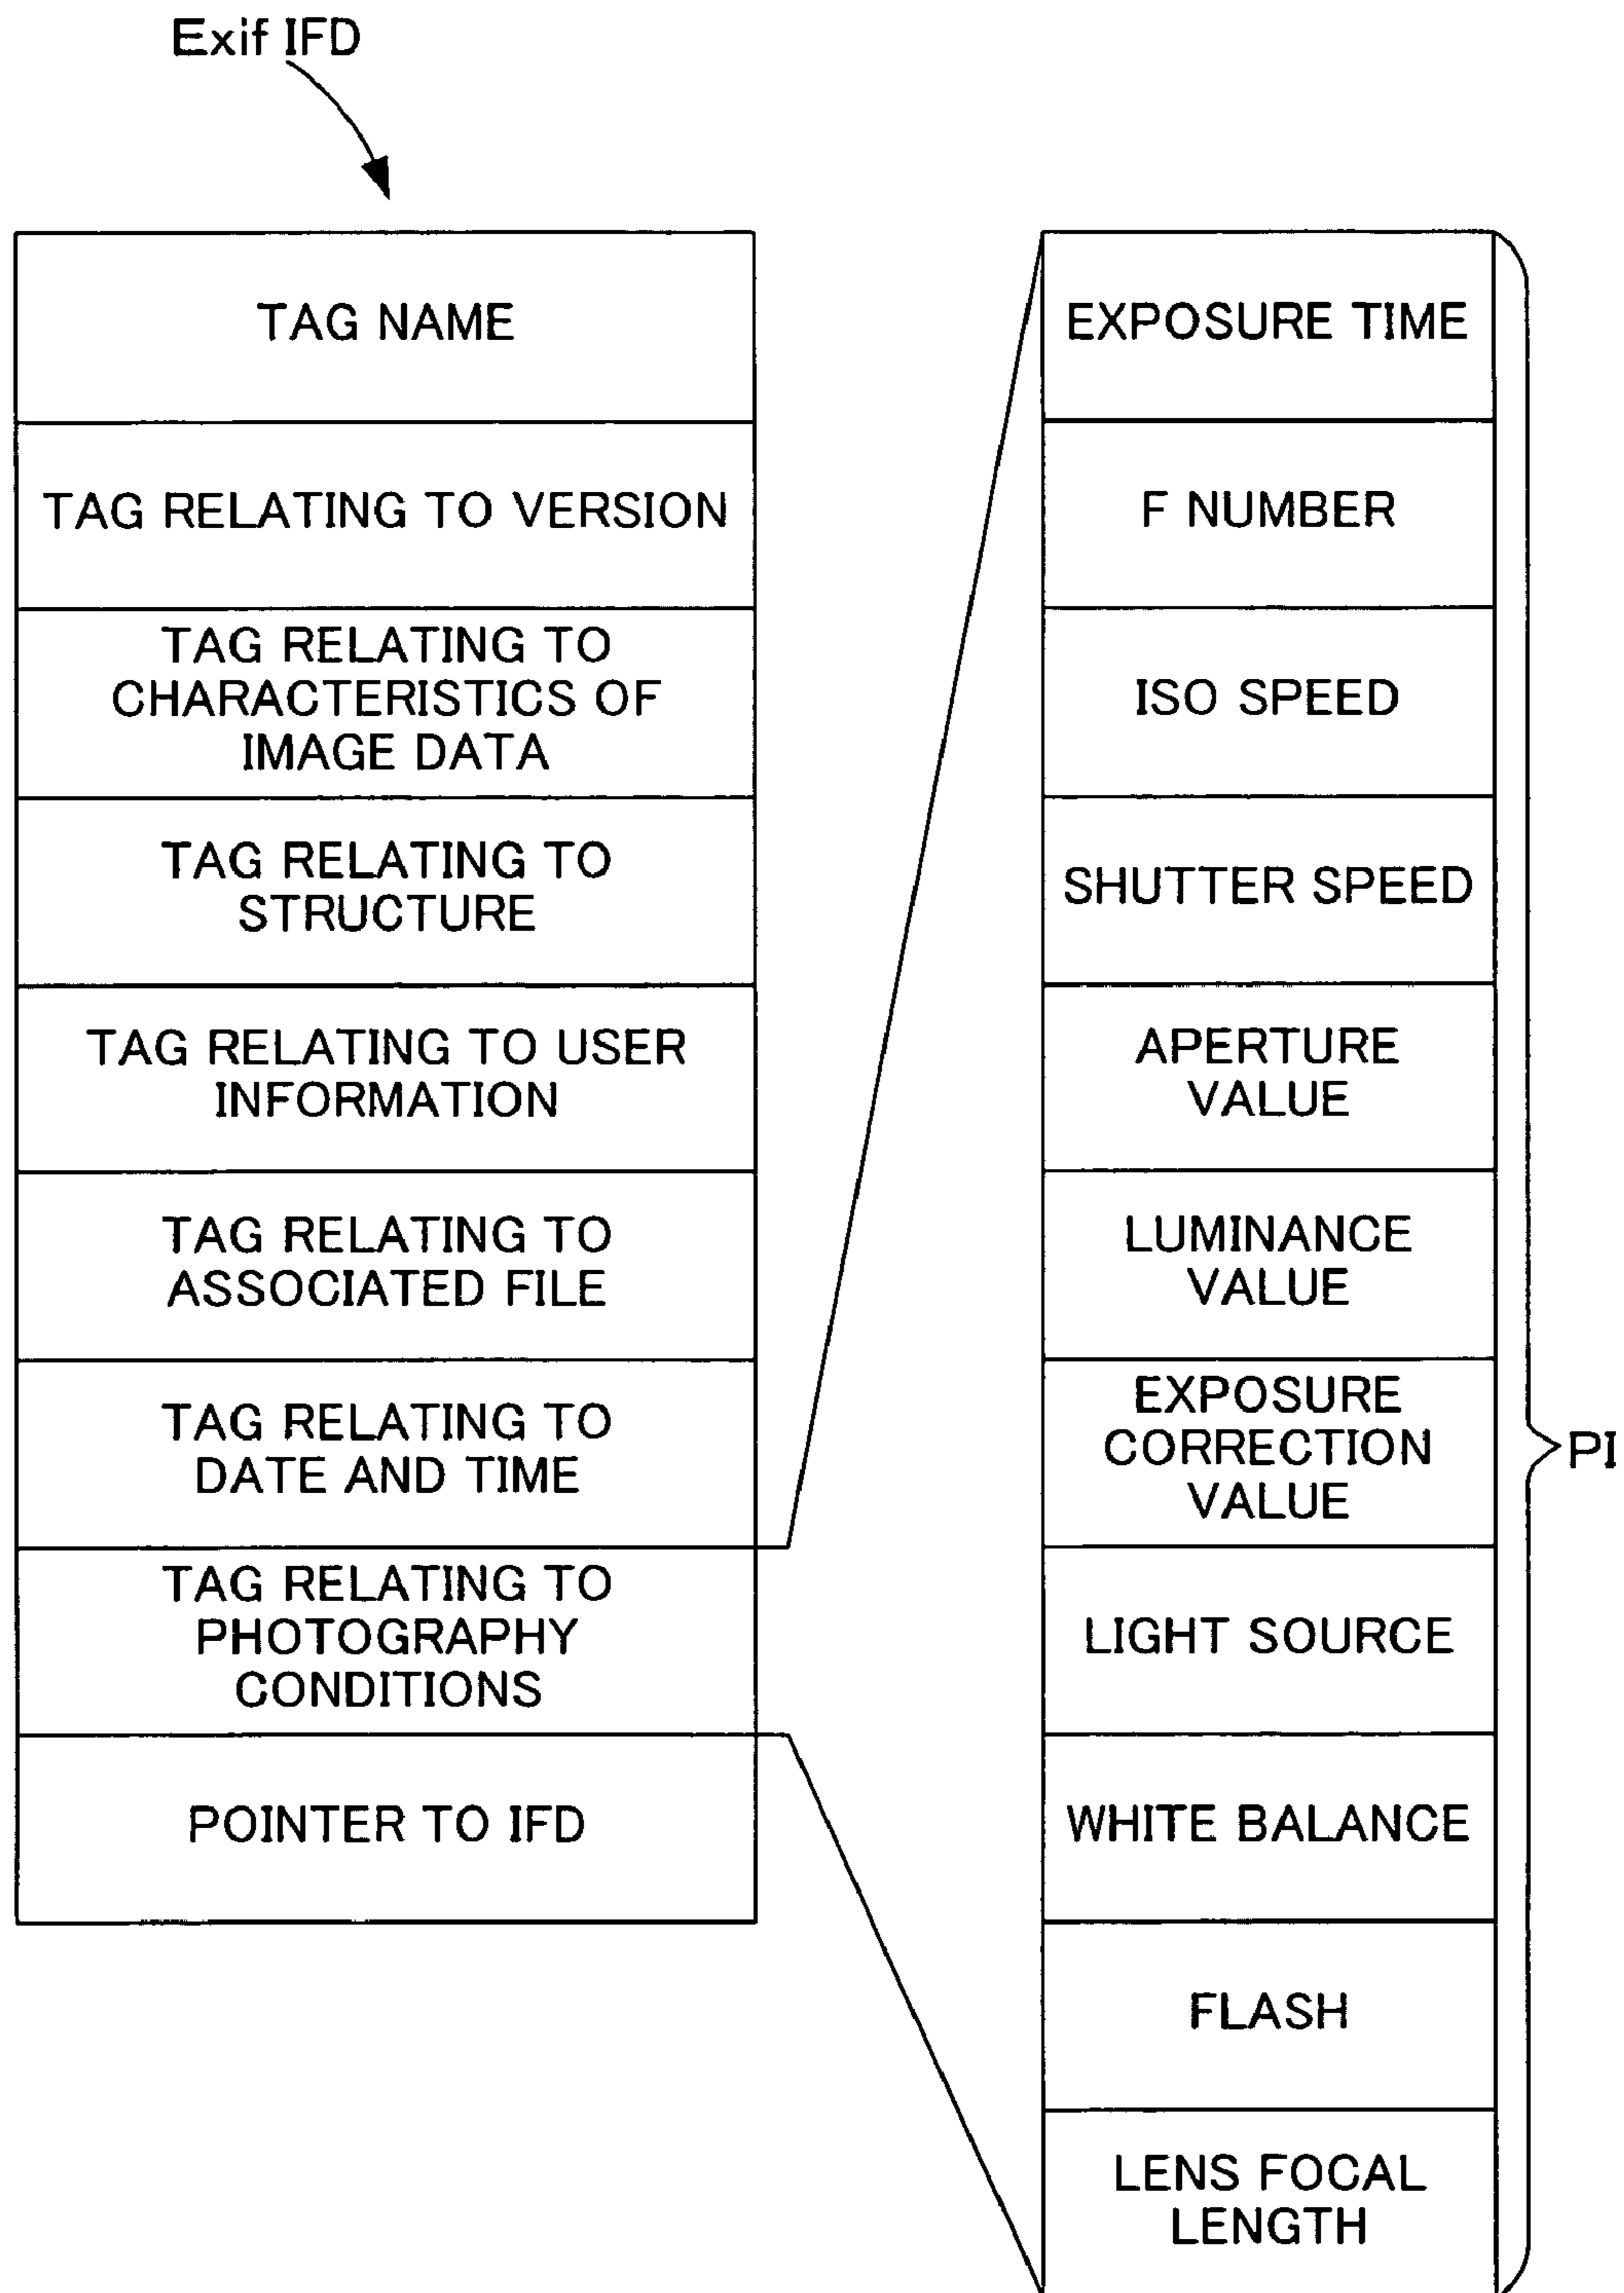 Exif IFD
TAG NAME
TAG RELATING TO VERSION
TAG RELATING TO
CHARACTERISTICS OF
IMAGE DATA
TAG RELATING TO
STRUCTURE
TAG RELATING TO USER
INFORMATION
TAG RELATING TO
ASSOCIATED FILE
TAG RELATING TO
DATE AND TIME
TAG RELATING TO
PHOTOGRAPHY
CONDITIONS
POINTER TO IFD
EXPOSURE TIME
F NUMBER
ISO SPEED
SHUTTER SPEED
APERTURE
VALUE
LUMINANCE
VALUE
EXPOSURE
CORRECTION
VALUE
LIGHT SOURCE
WHITE BALANCE
FLASH
LENS FOCAL
LENGTH
PI